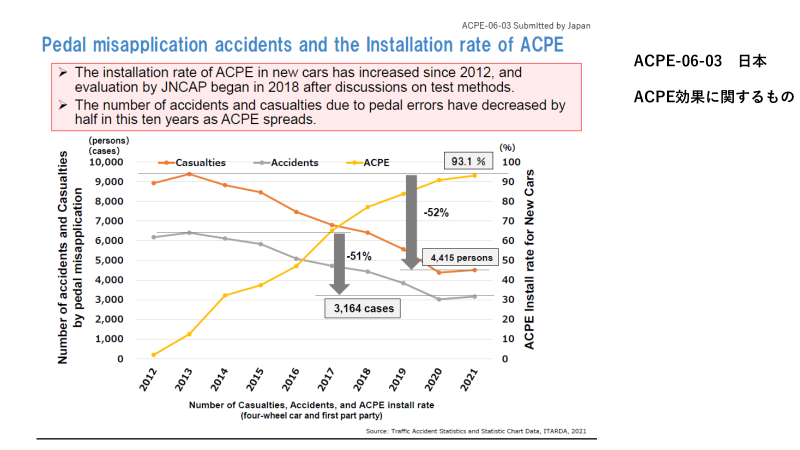 ACPE-06-03 Submitted by Japan
Pedal misapplication accidents and the Installation rate of ACPE
ACPE-06-03　日本
ACPE効果に関するもの
➢ The installation rate of ACPE in new cars has increased since 2012, and
evaluation by JNCAP began in 2018 after discussions on test methods.
➢ The number of accidents and casualties due to pedal errors have decreased by
half in this ten years as ACPE spreads.
(persons)
(cases)
(%)
Casualties
Accidents
ACPE
93.1 %
10,000
9,000
8,000
7,000
6,000
5,000
4,000
3,000
2,000
1,000
0
100
90
80
70
60
50
40
30
20
10
0
Number of accidents and Casualties
by pedal misapplication
ACPE Install rate for New Cars
-52%
-51%
4,415 persons
3,164 cases
2012
2013
2014
2015
2016
2017
2018
2019
2020
2021
Number of Casualties, Accidents, and ACPE install rate
(four-wheel car and first part party)
Source: Traffic Accident Statistics and Statistic Chart Data, ITARDA, 2021